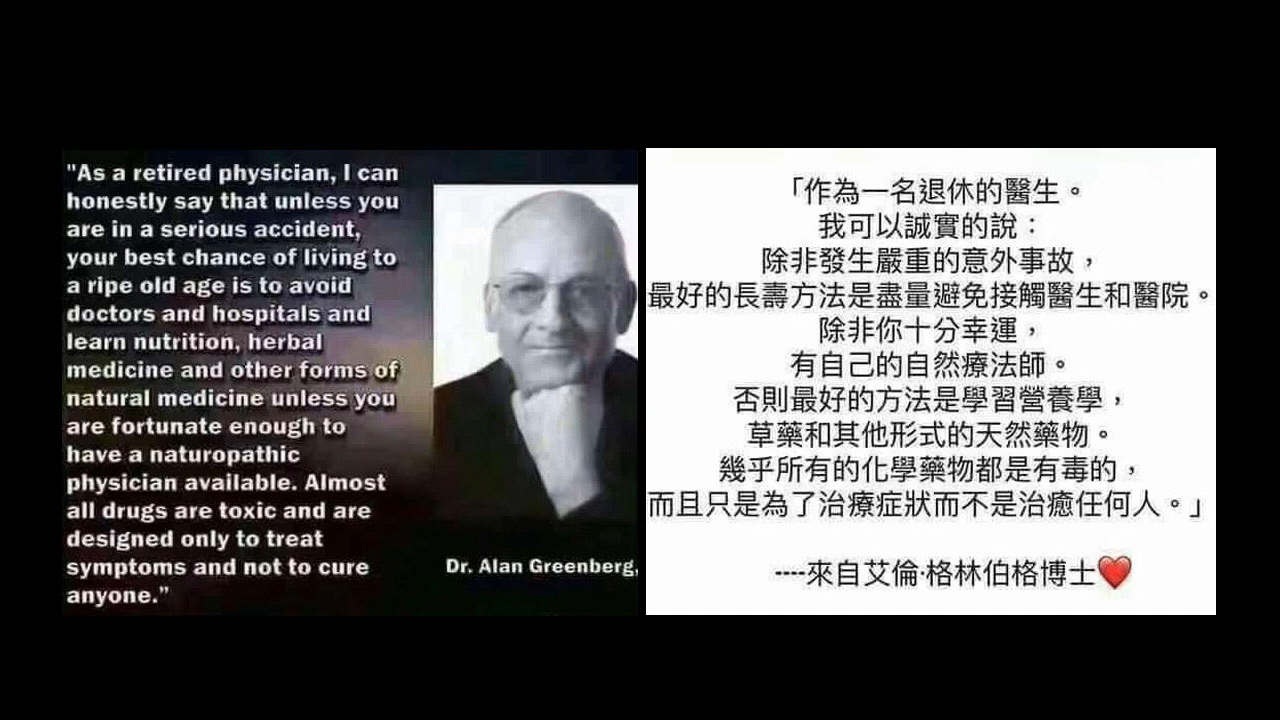 "As a retired physician, I can
honestly say that unless you
are in a serious accident,
your best chance of living to
a ripe old age is to avoid
doctors and hospitals and
learn nutrition, herbal
medicine and other forms of
natural medicine unless you
are fortunate enough to
have a naturopathic
physician available. Almost
all drugs are toxic and are
designed only to treat
symptoms and not to cure
anyone.”
Dr. Alan Greenberg,
「作為一名退休的醫生。
我可以誠實的說：
除非發生嚴重的意外事故，
最好的長壽方法是盡量避免接觸醫生和醫院。
除非你十分幸運，
有自己的自然療法師。
否則最好的方法是學習營養學，
草藥和其他形式的天然藥物。
幾乎所有的化學藥物都是有毒的，
而且只是為了治療症狀而不是治癒任何人。」
----來自艾倫·格林伯格博士❤️